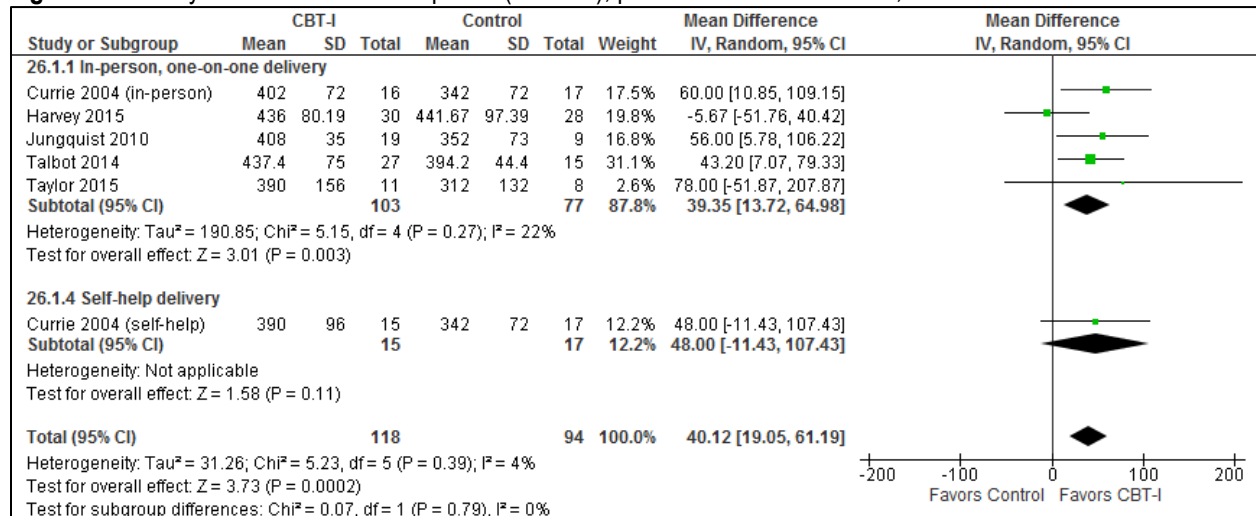 CBT-I Control Mean Difference Mean Difference
Study or Subgroup Mean SD Total Mean SD Total Weight IV, Random, 95% CI IV, Random, 95% CI
26.1.1 In-person, one-on-one delivery
Currie 2004 (in-person) 402 72 16 342 72 17 17.5% 60.00 [10.85, 109.15]
Harvey 2015 436 80.19 30 441.67 97.39 28 19.8% -5.67 [-51.76, 40.42]
Jungquist 2010 408 35 19 352 73 9 16.8% 56.00 [5.78, 106.22]
Talbot 2014 437.4 75 27 394.2 44.4 15 31.1% 43.20 [7.07, 79.33]
Taylor 2015 390 156 11 312 132 8 2.6% 78.00 [-51.87, 207.87]
Subtotal (95% CI) 103 77 87.8% 39.35 [13.72, 64.98]
Heterogeneity: Tau² = 190.85; Chi² = 5.15, df = 4 (P = 0.27); I² = 22%
Test for overall effect: Z = 3.01 (P = 0.003)
26.1.4 Self-help delivery
Currie 2004 (self-help) 390 96 15 342 72 17 12.2% 48.00 [-11.43, 107.43]
Subtotal (95% CI) 15 17 12.2% 48.00 [-11.43, 107.43]
Heterogeneity: Not applicable
Test for overall effect: Z = 1.58 (P = 0.11)
Total (95% CI) 118 94 100.0% 40.12 [19.05, 61.19]
Heterogeneity: Tau² = 31.26; Chi² = 5.23, df = 5 (P = 0.39); I² = 4%
Test for overall effect: Z = 3.73 (P = 0.0002)
Test for subgroup differences: Chi² = 0.07, df = 1 (P = 0.79), I² = 0%
-200 -100 0 100 200
Favors Control Favors CBT-I